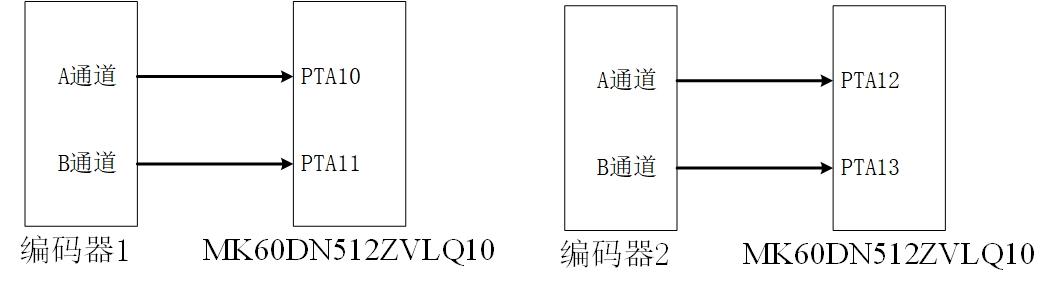 A通道 PTA10
B通道 PTA11
编码器1 MK60DN512ZVLQ10
A通道 PTA12
B通道 PTA13
编码器2 MK60DN512ZVLQ10